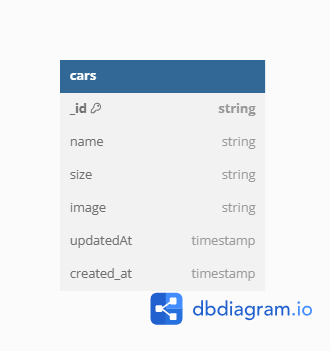 cars
_id string
name string
size string
image string
updatedAt timestamp
created_at timestamp
dbdiagram.io